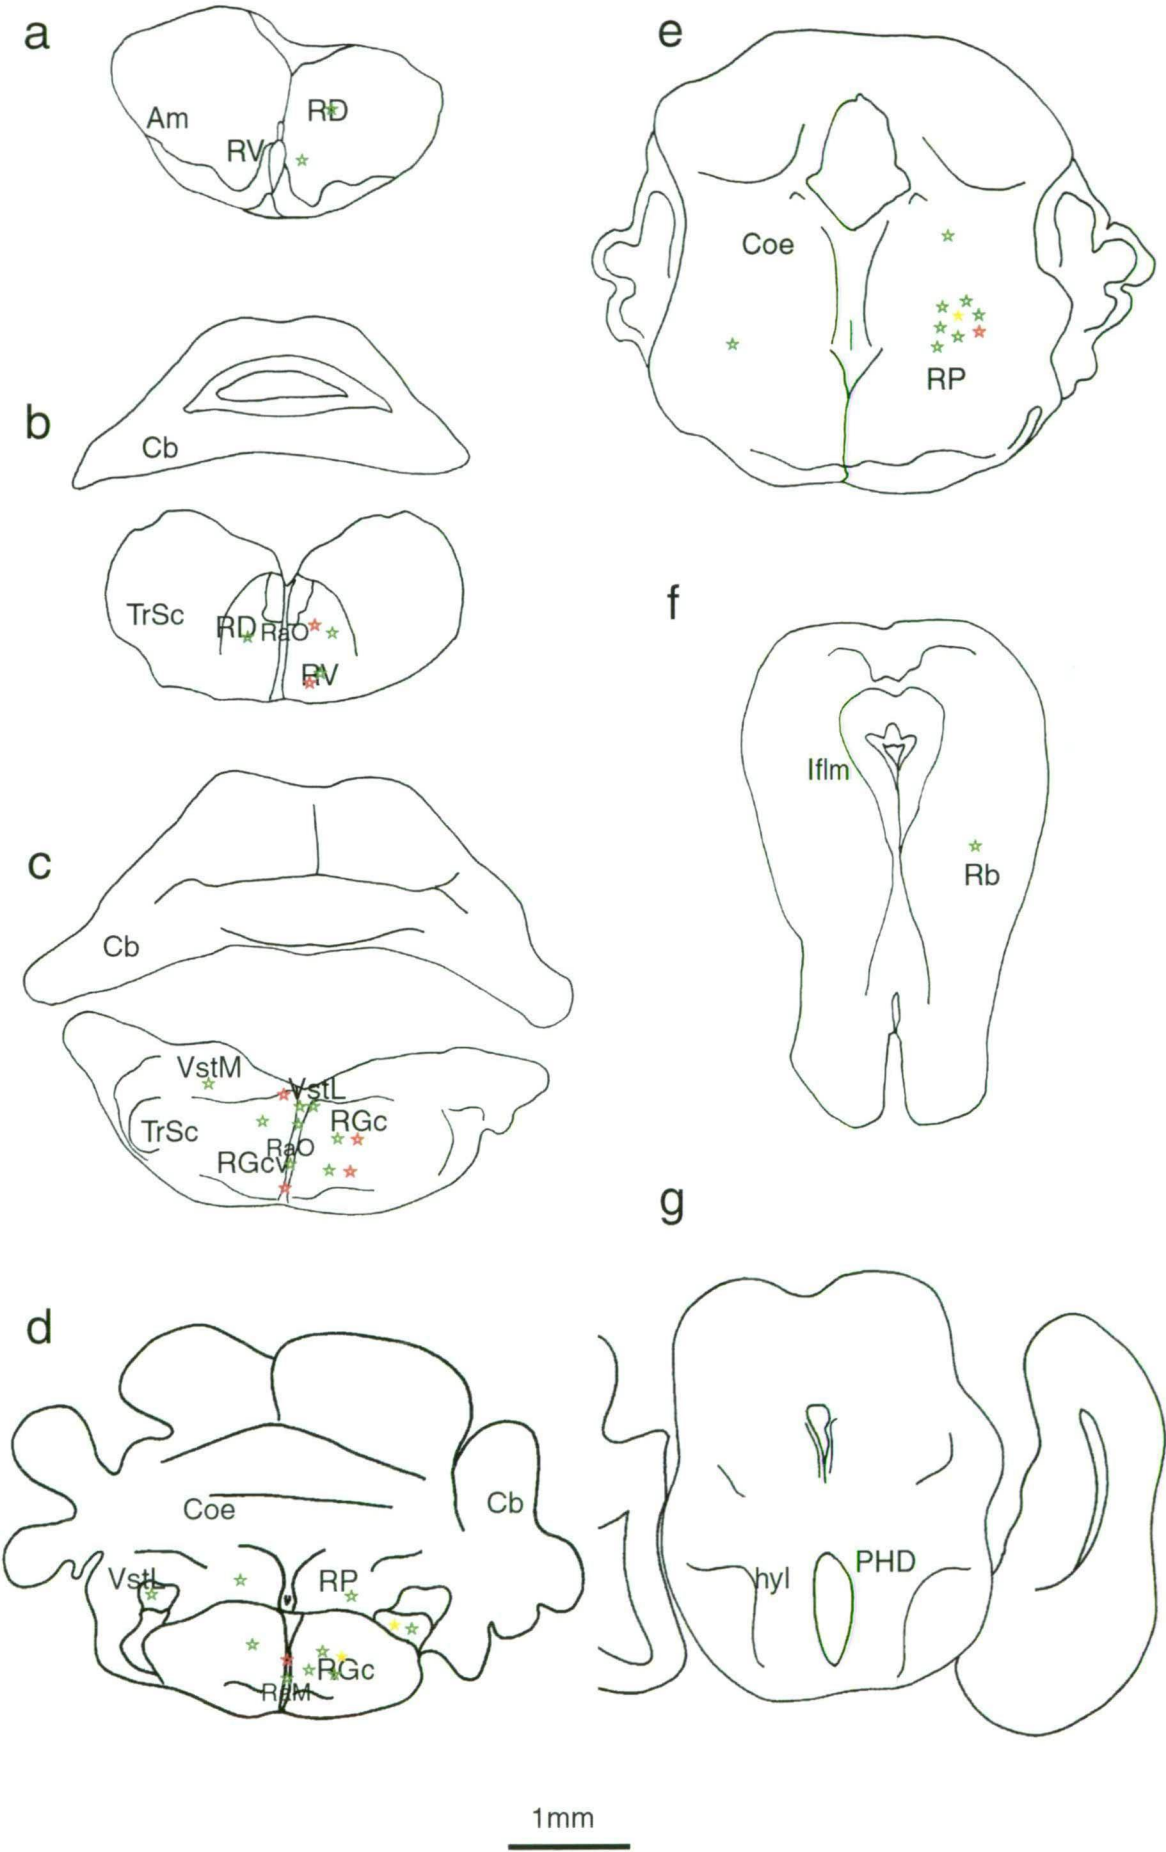 a
Am
RD
RV
b
Cb
TrSc
RD
RaO
RV
c
Cb
VstM
VstL
TrSc
RGc
RaO
RGcv
d
Coe
Cb
VstL
RP
RGc
RaM
e
Coe
RP
f
Iflm
Rb
g
hyl
PHD
1mm